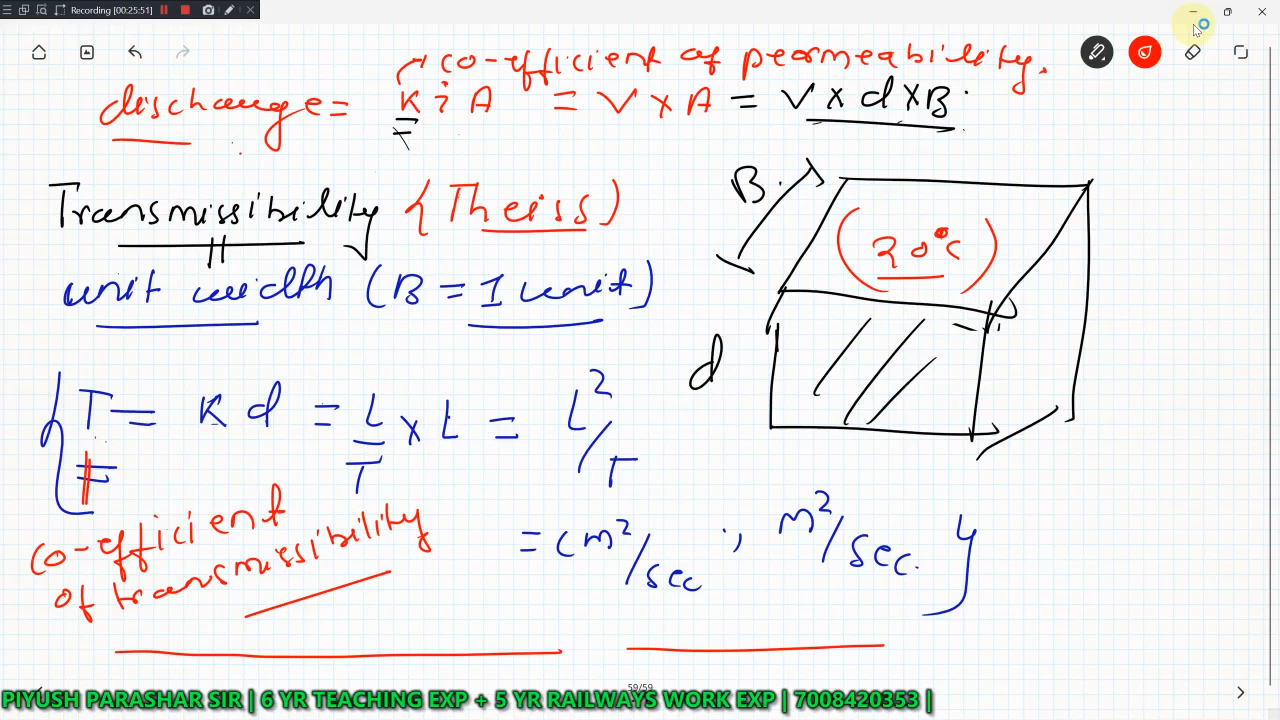 Recording [00:25:51]
co-efficient of permeability.
discharge = K i A = V x A = V x d x B.
Transmissibility { Theiss )
B.
(20°C)
unit width (B = 1 unit)
d
T = K d = L/T x L = L²/T
co-efficient
of transmissibility
= cm²/sec , m²/sec. }
59/59
PIYUSH PARASHAR SIR | 6 YR TEACHING EXP + 5 YR RAILWAYS WORK EXP | 7008420353 |